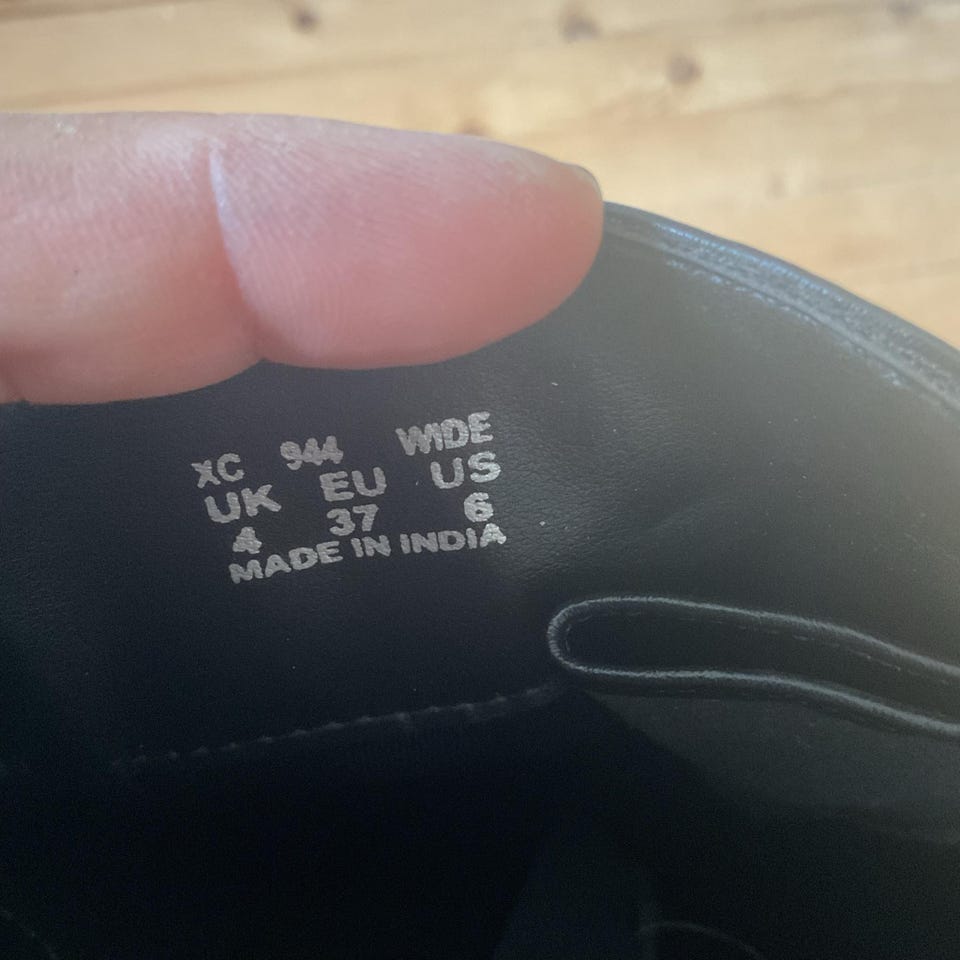 XC 944 WIDE
UK EU US
4 37 6
MADE IN INDIA